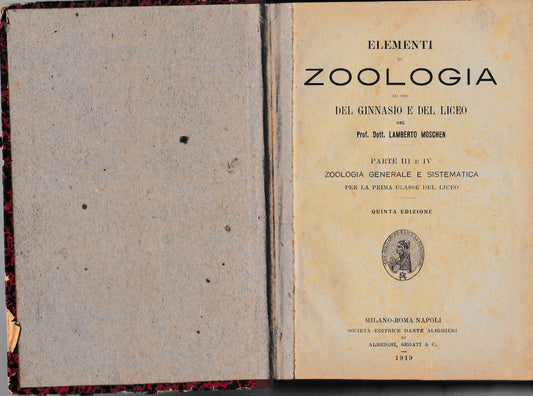 ELEMENTI
DI
ZOOLOGIA
AD USO
DEL GINNASIO E DEL LICEO
DEL
Prof. Dott. LAMBERTO MOSCHEN
PARTE III E IV
ZOOLOGIA GENERALE E SISTEMATICA
PER LA PRIMA CLASSE DEL LICEO
QUINTA EDIZIONE
MILANO-ROMA NAPOLI
SOCIETÀ EDITRICE DANTE ALIGHIERI
DI
ALBRIGHI, SEGATI & C.
1919